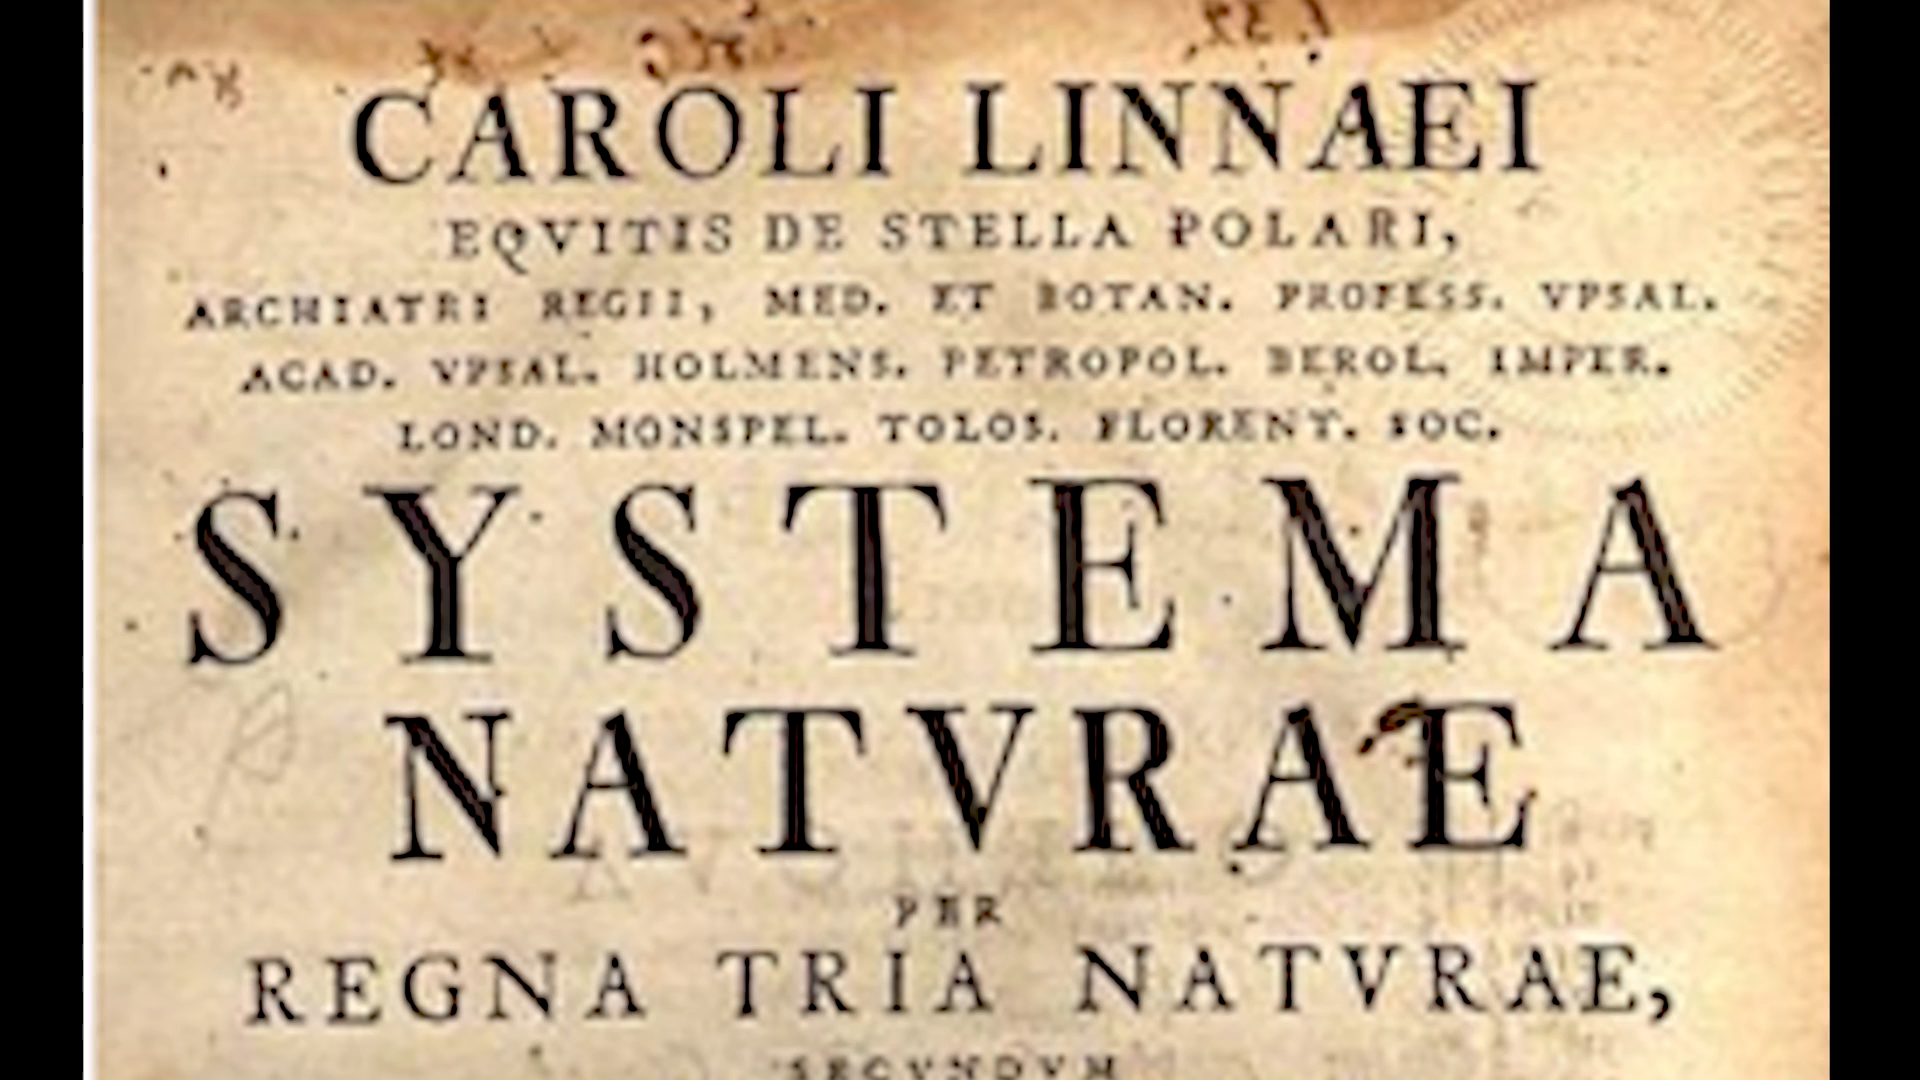 CAROLI LINNAEI
EQVITIS DE STELLA POLARI,
ARCHIATRI REGII, MED. ET BOTAN. PROFESS. VPSAL.
ACAD. VPSAL. HOLMENS. PETROPOL. BEROL. IMPER.
LOND. MONSPEL. TOLOS. FLORENT. SOC.
SYSTEMA
NATVRAE
PER
REGNA TRIA NATVRAE,
SECVNDVM